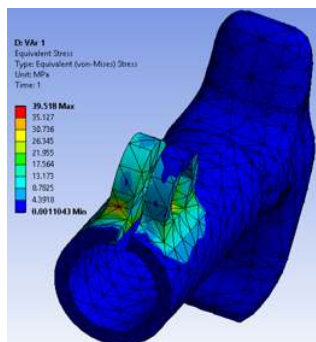 D: VAr 1
Equivalent Stress
Type: Equivalent (von-Mises) Stress
Unit: MPa
Time: 1
39.518 Max
35.127
30.736
26.345
21.955
17.564
13.173
8.7825
4.3918
0.0011043 Min